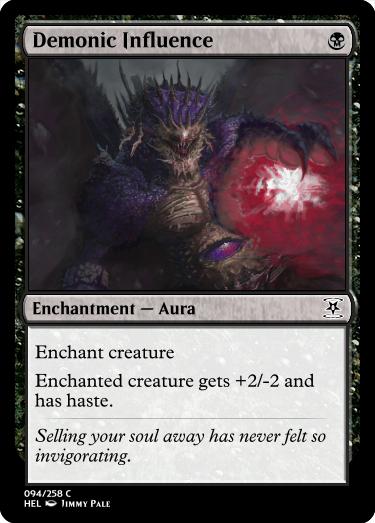 Demonic Influence
Enchantment — Aura
Enchant creature
Enchanted creature gets +2/-2 and
has haste.
Selling your soul away has never felt so
invigorating.
094/258 C
HEL Jimmy Pale